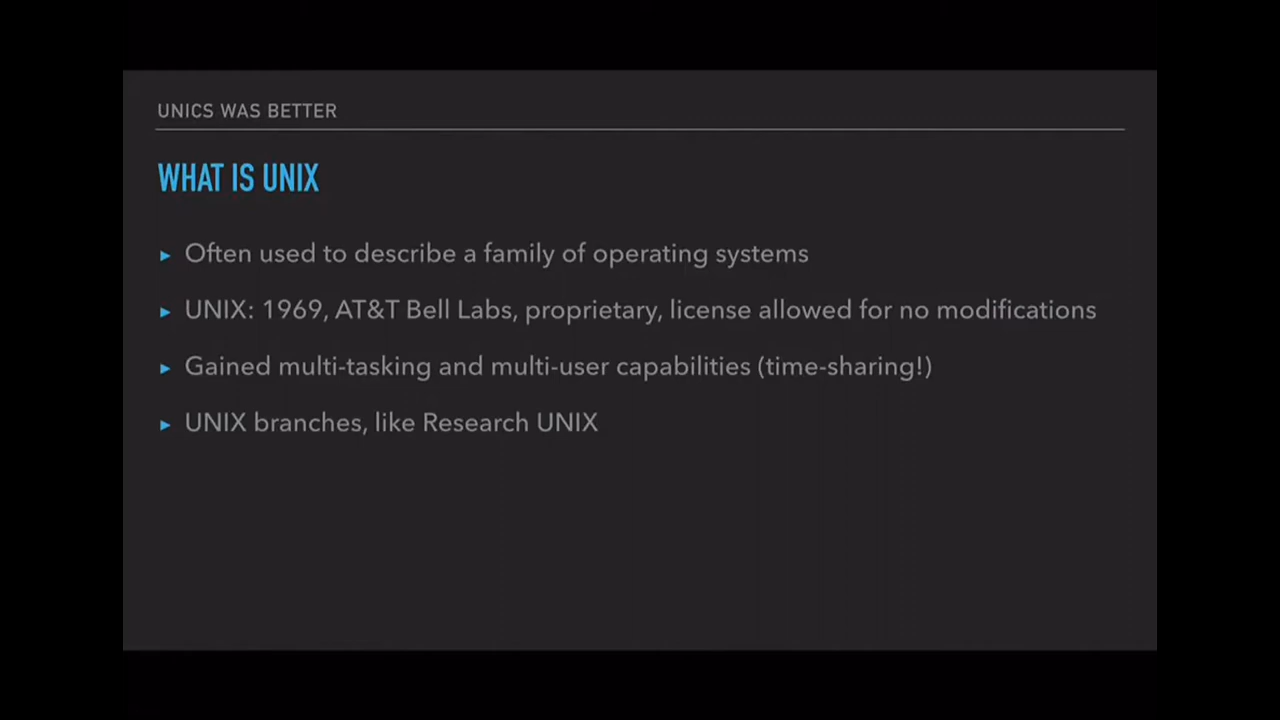 UNICS WAS BETTER
WHAT IS UNIX
▸ Often used to describe a family of operating systems
▸ UNIX: 1969, AT&T Bell Labs, proprietary, license allowed for no modifications
▸ Gained multi-tasking and multi-user capabilities (time-sharing!)
▸ UNIX branches, like Research UNIX